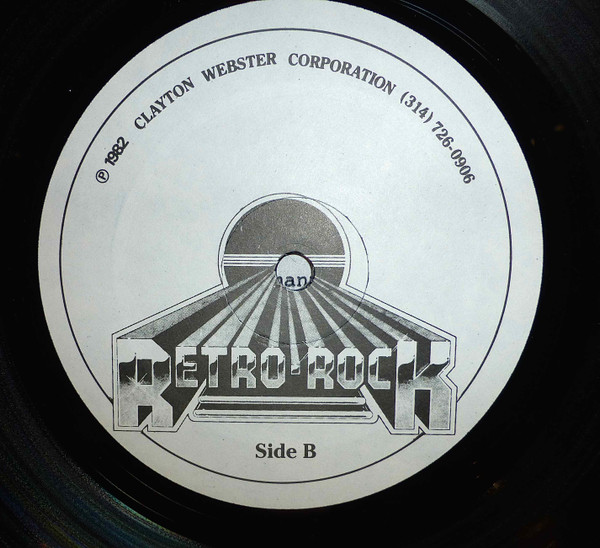 ℗ 1982 CLAYTON WEBSTER CORPORATION (314) 726-0906
RETRO-ROCK
Side B